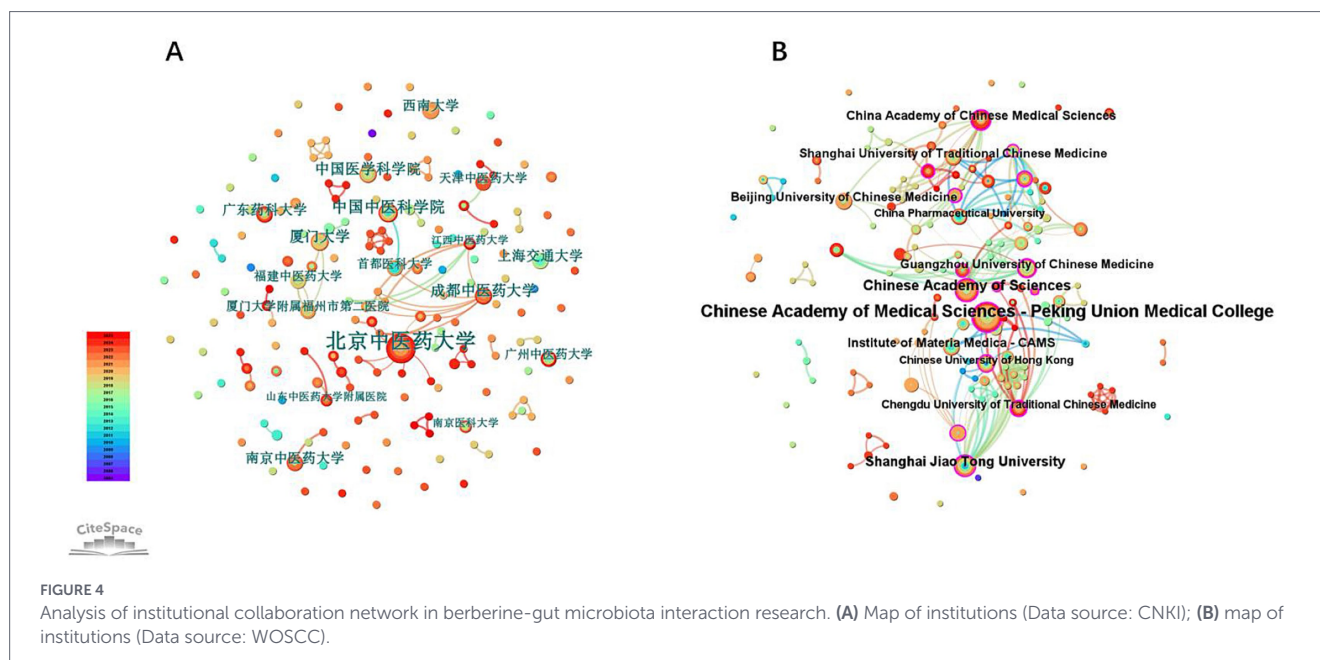 A
西南大学
中国医学科学院
天津中医药大学
广东药科大学
中国中医科学院
厦门大学
江西中医药大学
首都医科大学
上海交通大学
福建中医药大学
成都中医药大学
厦门大学附属福州市第二医院
北京中医药大学
广州中医药大学
山东中医药大学附属医院
南京医科大学
南京中医药大学
CiteSpace
B
China Academy of Chinese Medical Sciences
Shanghai University of Traditional Chinese Medicine
Beijing University of Chinese Medicine
China Pharmaceutical University
Guangzhou University of Chinese Medicine
Chinese Academy of Sciences
Chinese Academy of Medical Sciences - Peking Union Medical College
Institute of Materia Medica - CAMS
Chinese University of Hong Kong
Chengdu University of Traditional Chinese Medicine
Shanghai Jiao Tong University
FIGURE 4
Analysis of institutional collaboration network in berberine-gut microbiota interaction research. (A) Map of institutions (Data source: CNKI); (B) map of
institutions (Data source: WOSCC).